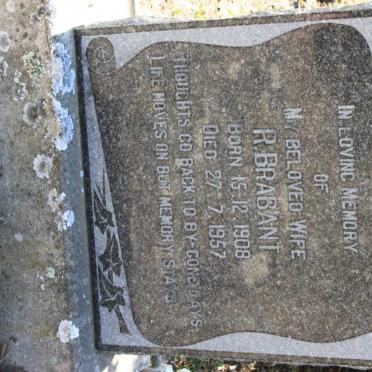 IN LOVING MEMORY
OF
MY BELOVED WIFE
R. BRABANT
BORN 15. 12. 1908
DIED 27. 7. 1957
THOUGHTS GO BACK TO BY-GONE DAYS
LIFE MOVES ON BUT MEMORY STAYS